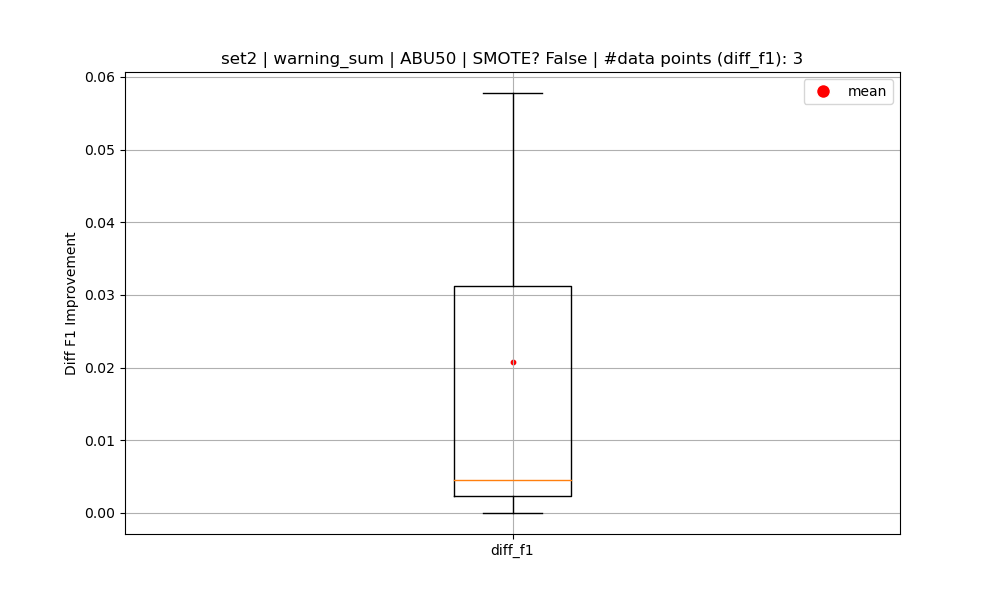 set2 | warning_sum | ABU50 | SMOTE? False | #data points (diff_f1): 3
mean
Diff F1 Improvement
0.06
0.05
0.04
0.03
0.02
0.01
0.00
diff_f1